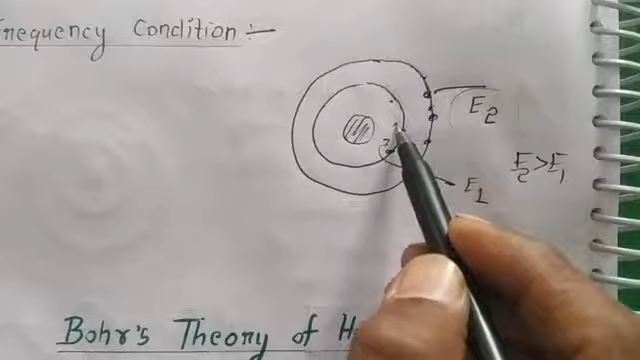 Frequency Condition :-
E2
E2 > E1
E1
Bohr's Theory of H